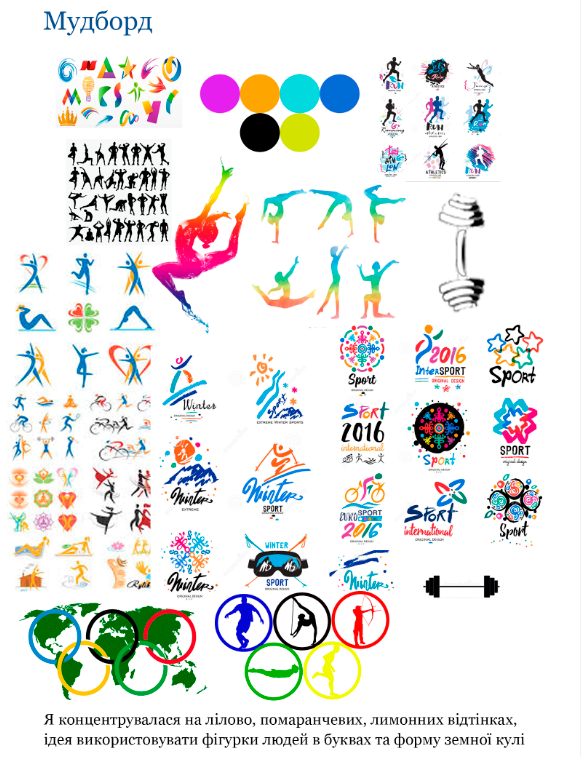 Мудборд
RUN
RUN
ATHLETICS
Sport
2016
InterSPORT
ORIGINAL DESIGN
SPORT
Winter
EXTREME WINTER SPORTS
SPORT
2016
international
Sport
SPORT
original design
Winter
EXTREME
Winter
SPORT
SPORT
2016
SPORT
international
ORIGINAL DESIGN
Sport
Winter
WINTER
SPORT
ORIGINAL DESIGN
Winter
Я концентрувалася на лілово, помаранчевих, лимонних відтінках,
ідея використовувати фігурки людей в буквах та форму земної кулі